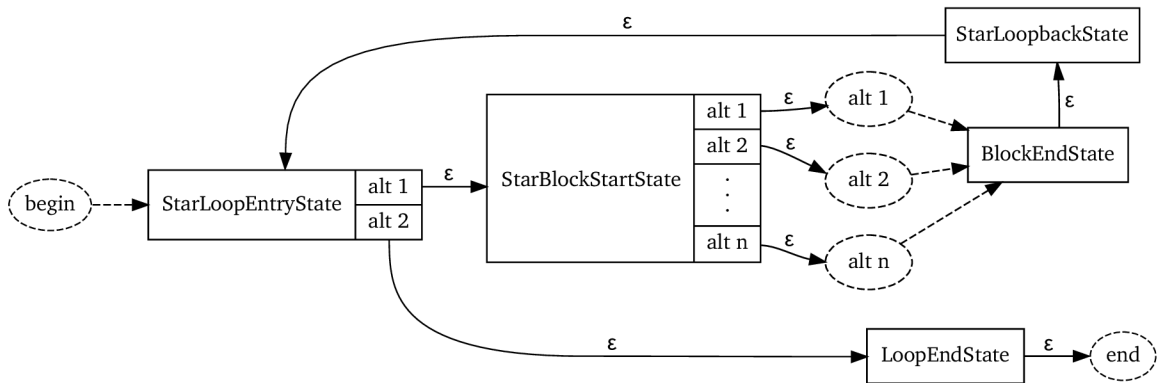 ε
StarLoopbackState
ε
begin
StarLoopEntryState
alt 1
alt 2
ε
StarBlockStartState
alt 1
alt 2
.
.
.
alt n
ε
ε
ε
alt 1
alt 2
alt n
BlockEndState
ε
LoopEndState
ε
end